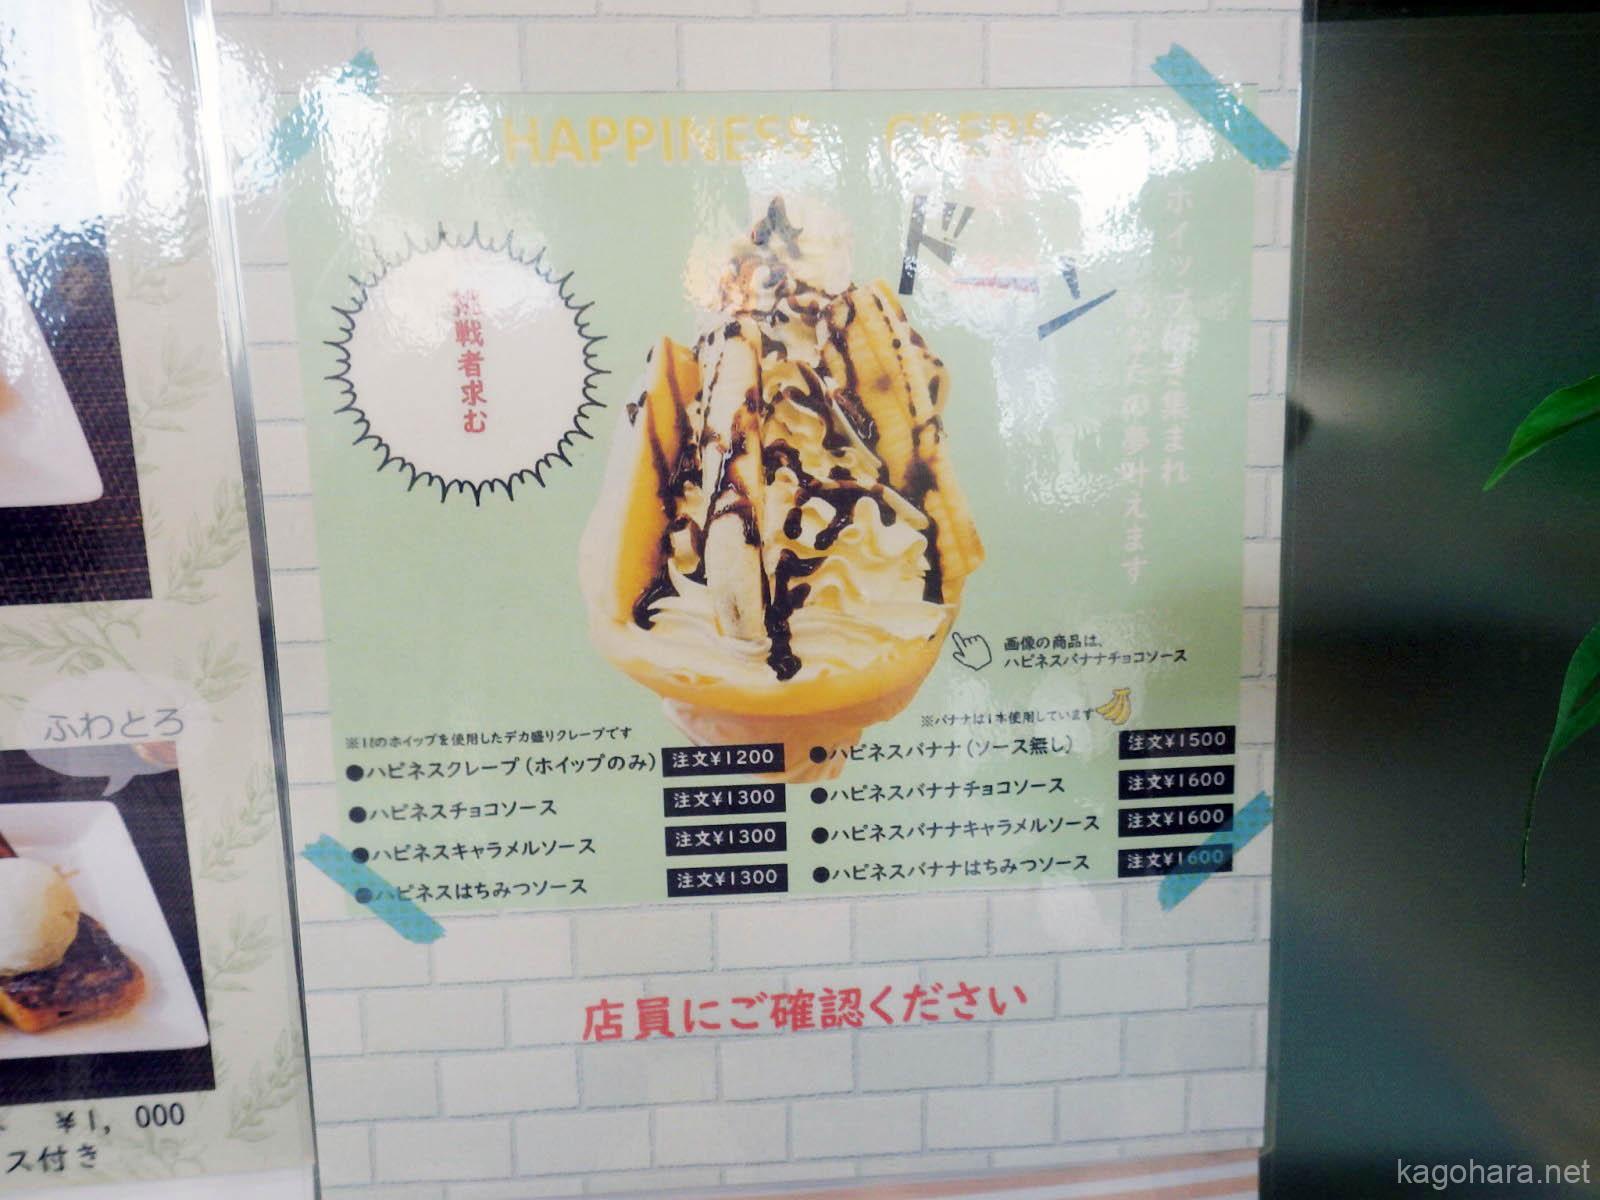 HAPPINESS CREPE
ドーン
ホイップ好き集まれ
あなたの夢叶えます
挑戦者求む
画像の商品は、
ハピネスバナナチョコソース
※1ℓのホイップを使用したデカ盛りクレープです
●ハピネスクレープ(ホイップのみ) 注文¥1200
●ハピネスチョコソース 注文¥1300
●ハピネスキャラメルソース 注文¥1300
●ハピネスはちみつソース 注文¥1300
※バナナは1本使用しています
●ハピネスバナナ(ソース無し) 注文¥1500
●ハピネスバナナチョコソース 注文¥1600
●ハピネスバナナキャラメルソース 注文¥1600
●ハピネスバナナはちみつソース 注文¥1600
店員にご確認ください
ふわとろ
¥1,000
ス付き
kagohara.net